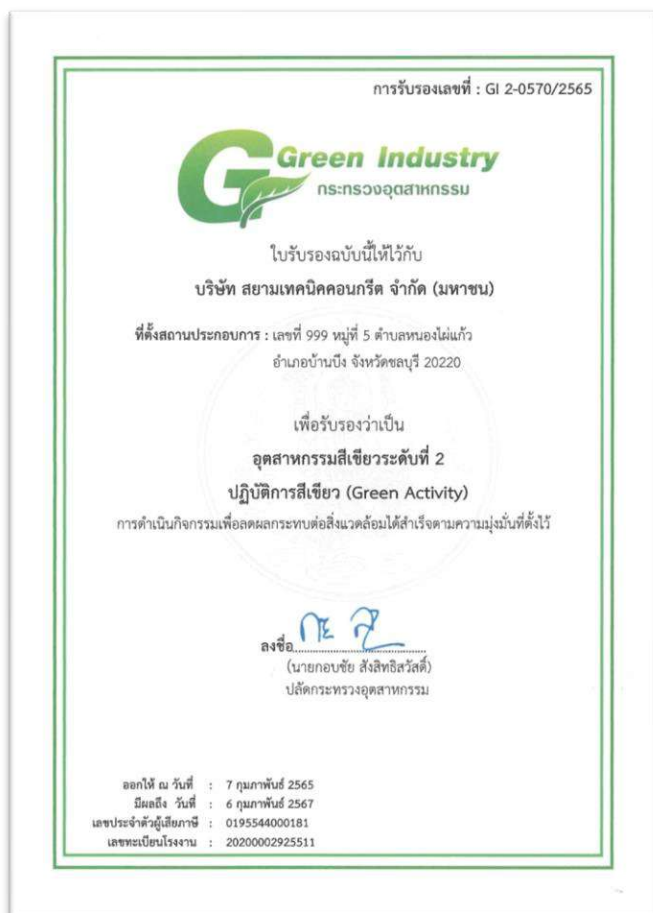 การรับรองเลขที่ : GI 2-0570/2565
Green Industry
กระทรวงอุตสาหกรรม
ใบรับรองฉบับนี้ให้ไว้กับ
บริษัท สยามเทคนิคคอนกรีต จำกัด (มหาชน)
ที่ตั้งสถานประกอบการ : เลขที่ 999 หมู่ที่ 5 ตำบลหนองไผ่แก้ว
อำเภอบ้านบึง จังหวัดชลบุรี 20220
เพื่อรับรองว่าเป็น
อุตสาหกรรมสีเขียวระดับที่ 2
ปฏิบัติการสีเขียว (Green Activity)
การดำเนินกิจกรรมเพื่อลดผลกระทบต่อสิ่งแวดล้อมได้สำเร็จตามความมุ่งมั่นที่ตั้งไว้
ลงชื่อ
(นายกอบชัย สังสิทธิสวัสดิ์)
ปลัดกระทรวงอุตสาหกรรม
ออกให้ ณ วันที่ : 7 กุมภาพันธ์ 2565
มีผลถึง วันที่ : 6 กุมภาพันธ์ 2567
เลขประจำตัวผู้เสียภาษี : 0195544000181
เลขทะเบียนโรงงาน : 20200002925511